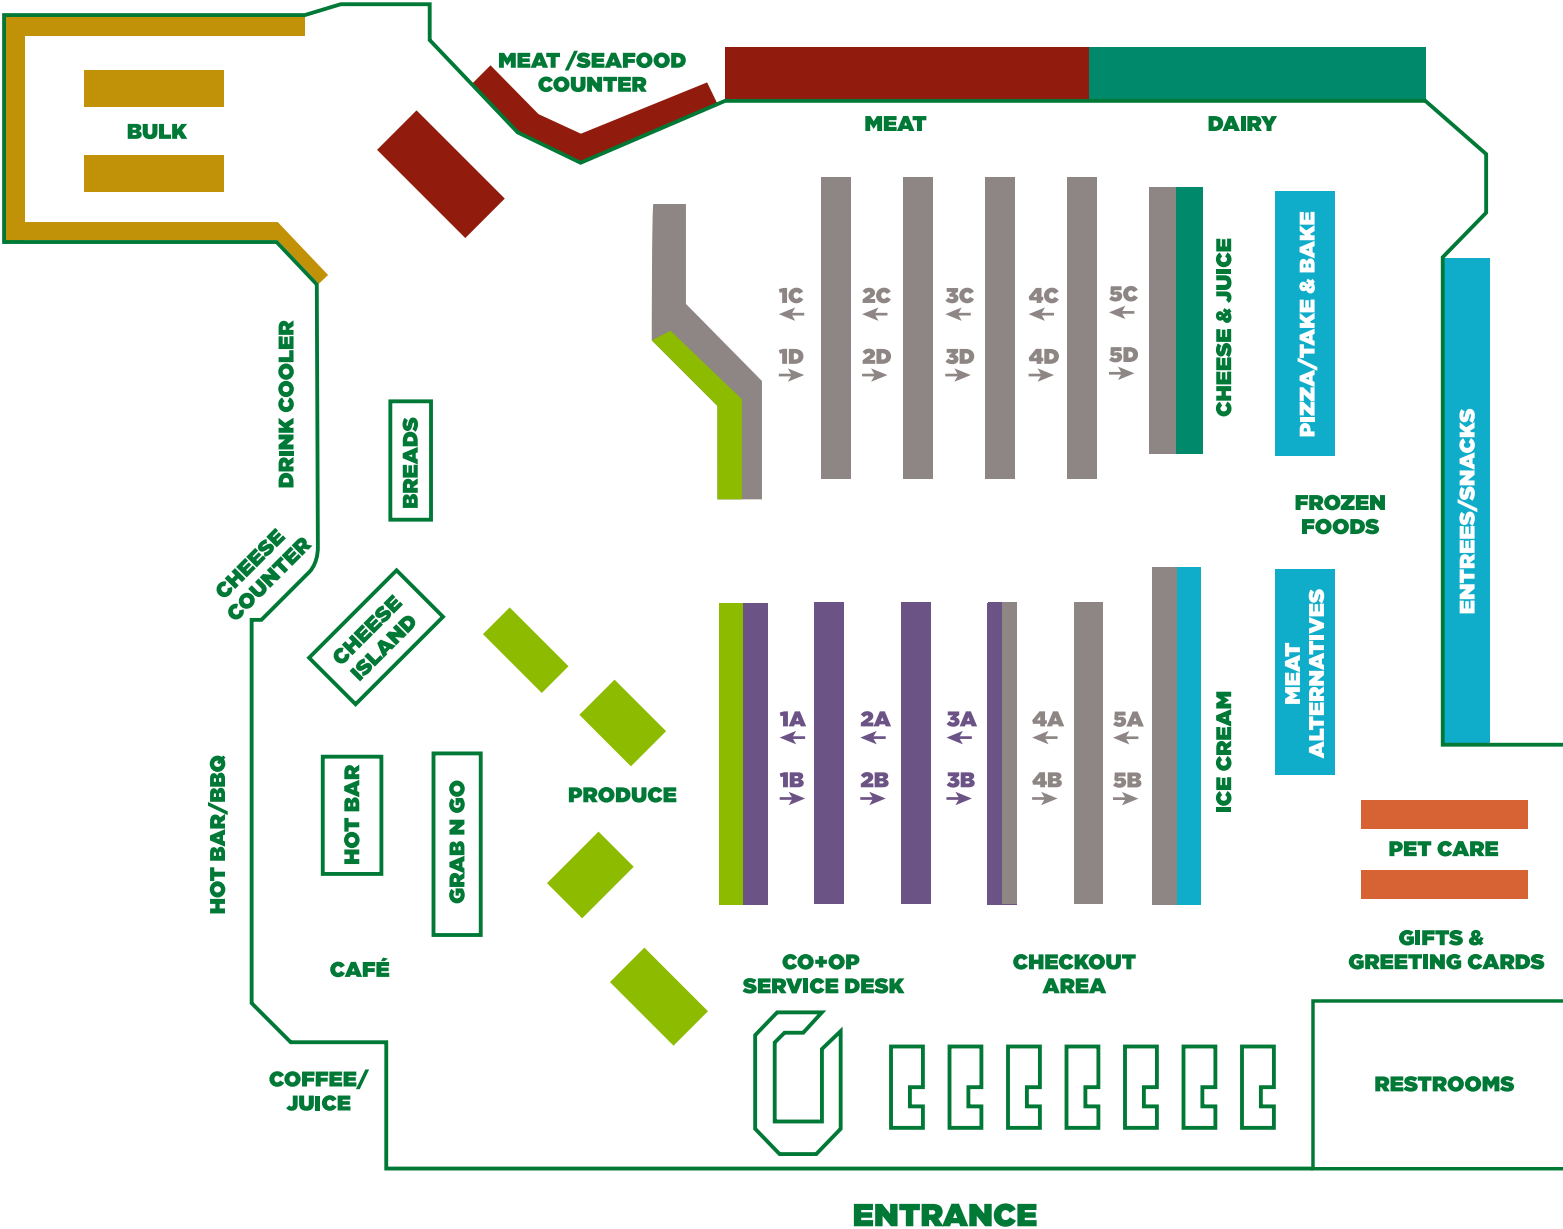 MEAT /SEAFOOD
COUNTER
BULK
MEAT
DAIRY
1C
2C
3C
4C
5C
1D
2D
3D
4D
5D
CHEESE & JUICE
PIZZA/TAKE & BAKE
DRINK COOLER
BREADS
ENTREES/SNACKS
FROZEN
FOODS
CHEESE
COUNTER
CHEESE
ISLAND
MEAT
ALTERNATIVES
1A
2A
3A
4A
5A
1B
2B
3B
4B
5B
ICE CREAM
PRODUCE
HOT BAR/BBQ
HOT BAR
GRAB N GO
PET CARE
GIFTS &
GREETING CARDS
CAFÉ
CO+OP
SERVICE DESK
CHECKOUT
AREA
COFFEE/
JUICE
RESTROOMS
ENTRANCE